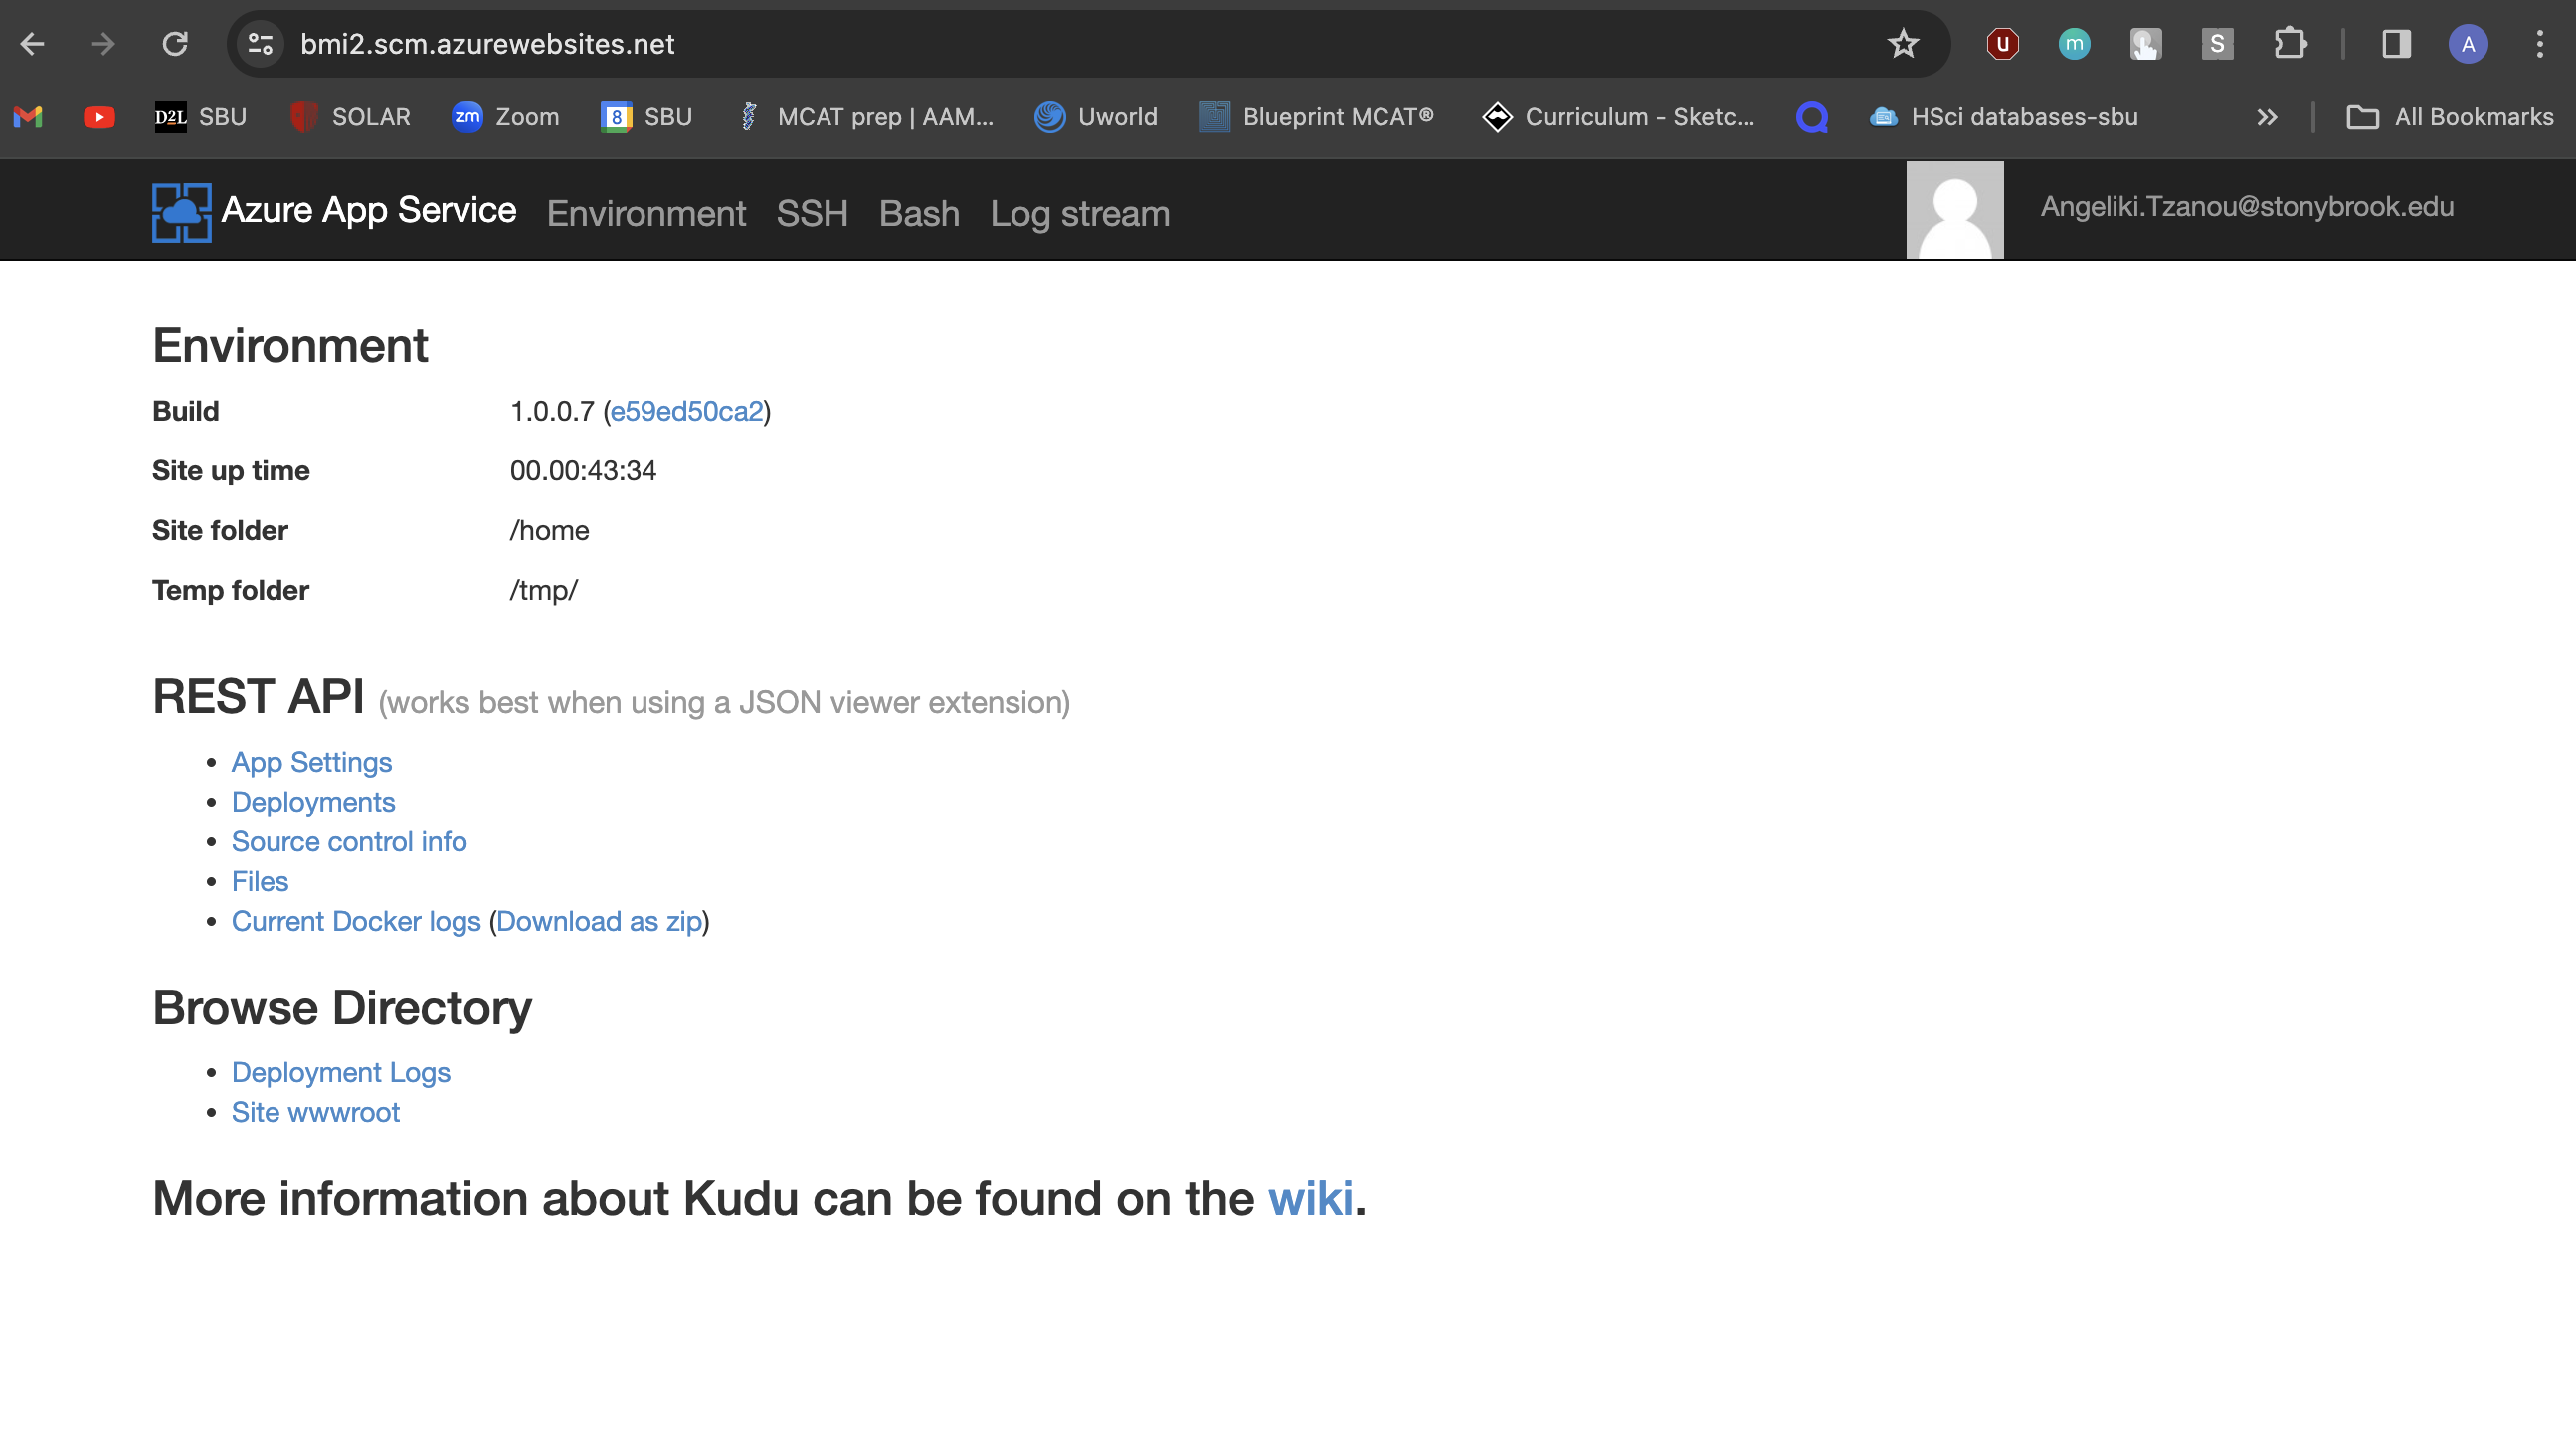 bmi2.scm.azurewebsites.net
U m S A
D2L SBU SOLAR zm Zoom 8 SBU MCAT prep | AAM... Uworld Blueprint MCAT® Curriculum - Sketc... HSci databases-sbu » All Bookmarks
Azure App Service Environment SSH Bash Log stream Angeliki.Tzanou@stonybrook.edu
Environment
Build 1.0.0.7 (e59ed50ca2)
Site up time 00.00:43:34
Site folder /home
Temp folder /tmp/
REST API (works best when using a JSON viewer extension)
• App Settings
• Deployments
• Source control info
• Files
• Current Docker logs (Download as zip)
Browse Directory
• Deployment Logs
• Site wwwroot
More information about Kudu can be found on the wiki.